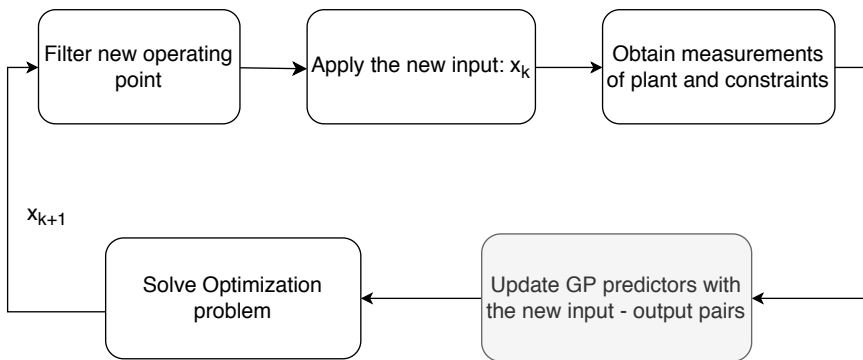 Filter new operating
point
Apply the new input: xₖ
Obtain measurements
of plant and constraints
xₖ₊₁
Solve Optimization
problem
Update GP predictors with
the new input - output pairs